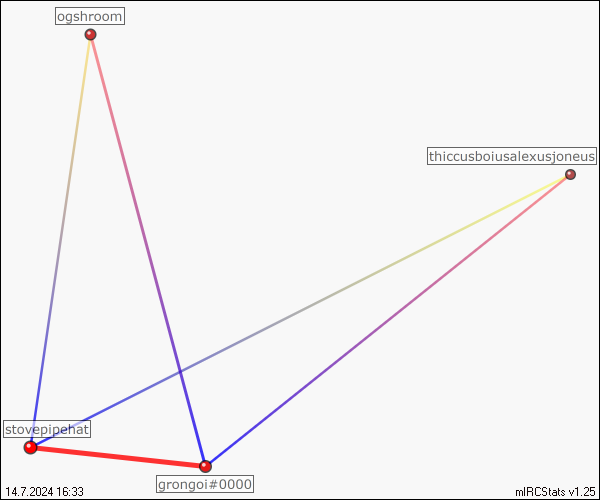 ogshroom
thiccusboiusalexusjoneus
stovepipehat
grongoi#0000
14.7.2024 16:33
mIRCStats v1.25